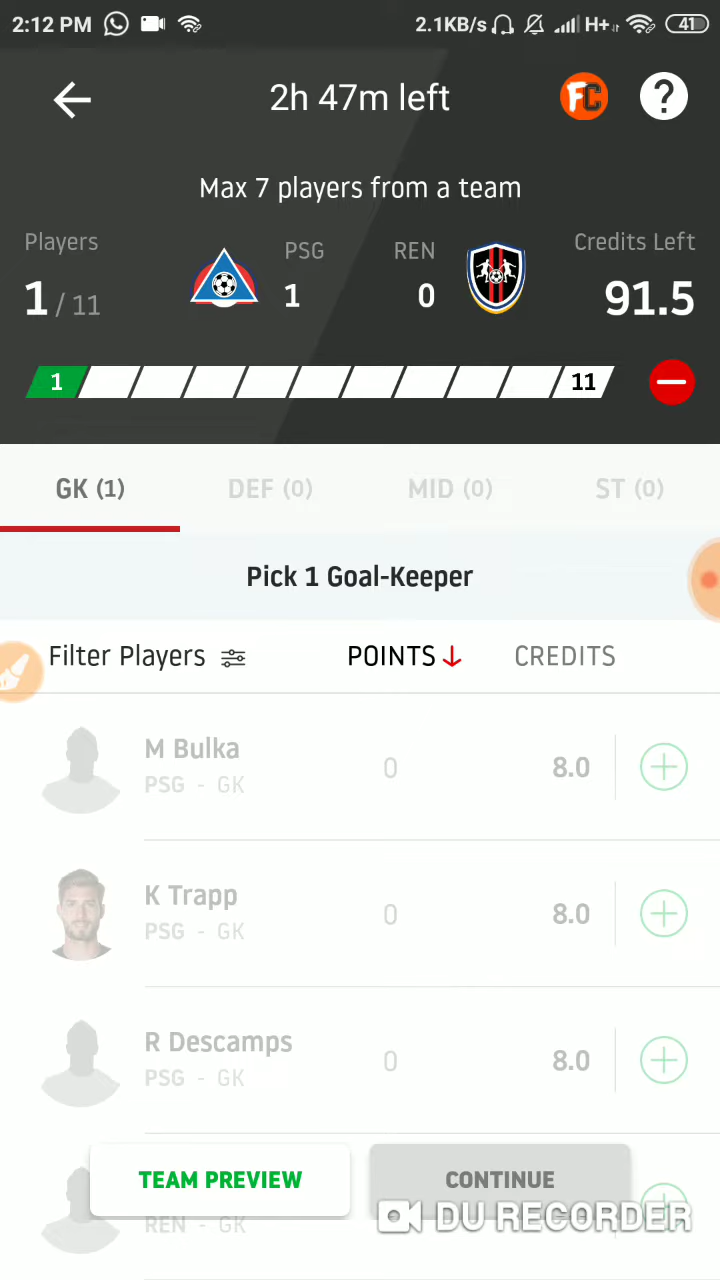 2:12 PM 2.1KB/s H+ 41
2h 47m left FC ?
Max 7 players from a team
Players PSG REN Credits Left
1 / 11 1 0 91.5
1 11
GK (1) DEF (0) MID (0) ST (0)
Pick 1 Goal-Keeper
Filter Players POINTS CREDITS
M Bulka 0 8.0
PSG - GK
K Trapp 0 8.0
PSG - GK
R Descamps 0 8.0
PSG - GK
TEAM PREVIEW CONTINUE
REN - GK
DU RECORDER